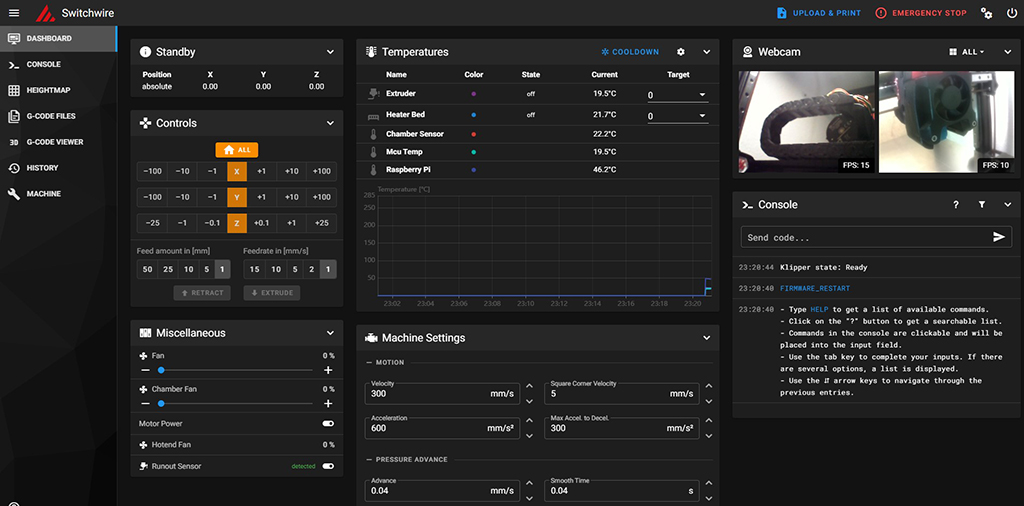 Switchwire
UPLOAD & PRINT
EMERGENCY STOP
DASHBOARD
CONSOLE
HEIGHTMAP
G-CODE FILES
3D G-CODE VIEWER
HISTORY
MACHINE
Standby
Position X Y Z
absolute 0.00 0.00 0.00
Controls
ALL
−100 −10 −1 X +1 +10 +100
−100 −10 −1 Y +1 +10 +100
−25 −1 −0.1 Z +0.1 +1 +25
Feed amount in [mm]
50 25 10 5 1
Feedrate in [mm/s]
15 10 5 2 1
RETRACT
EXTRUDE
Miscellaneous
Fan 0 %
Chamber Fan 0 %
Motor Power
Hotend Fan 0 %
Runout Sensor detected
Temperatures
COOLDOWN
Name Color State Current Target
Extruder off 19.5°C 0
Heater Bed off 21.7°C 0
Chamber Sensor 22.2°C
Mcu Temp 19.5°C
Raspberry Pi 46.2°C
Temperature [°C]
285
250
200
150
100
50
23:02 23:04 23:06 23:08 23:10 23:12 23:14 23:16 23:18 23:20
Machine Settings
MOTION
Velocity
300 mm/s
Square Corner Velocity
5 mm/s
Acceleration
600 mm/s²
Max Accel. to Decel.
300 mm/s²
PRESSURE ADVANCE
Advance
0.04 mm/s
Smooth Time
0.04 s
Webcam
ALL
FPS: 15
FPS: 10
Console
?
Send code...
23:20:44 Klipper state: Ready
23:20:40 FIRMWARE_RESTART
23:20:40 - Type HELP to get a list of available commands.
- Click on the "?" button to get a searchable list.
- Commands in the console are clickable and will be
placed into the input field.
- Use the tab key to complete your inputs. If there
are several options, a list is displayed.
- Use the ⇵ arrow keys to navigate through the
previous entries.